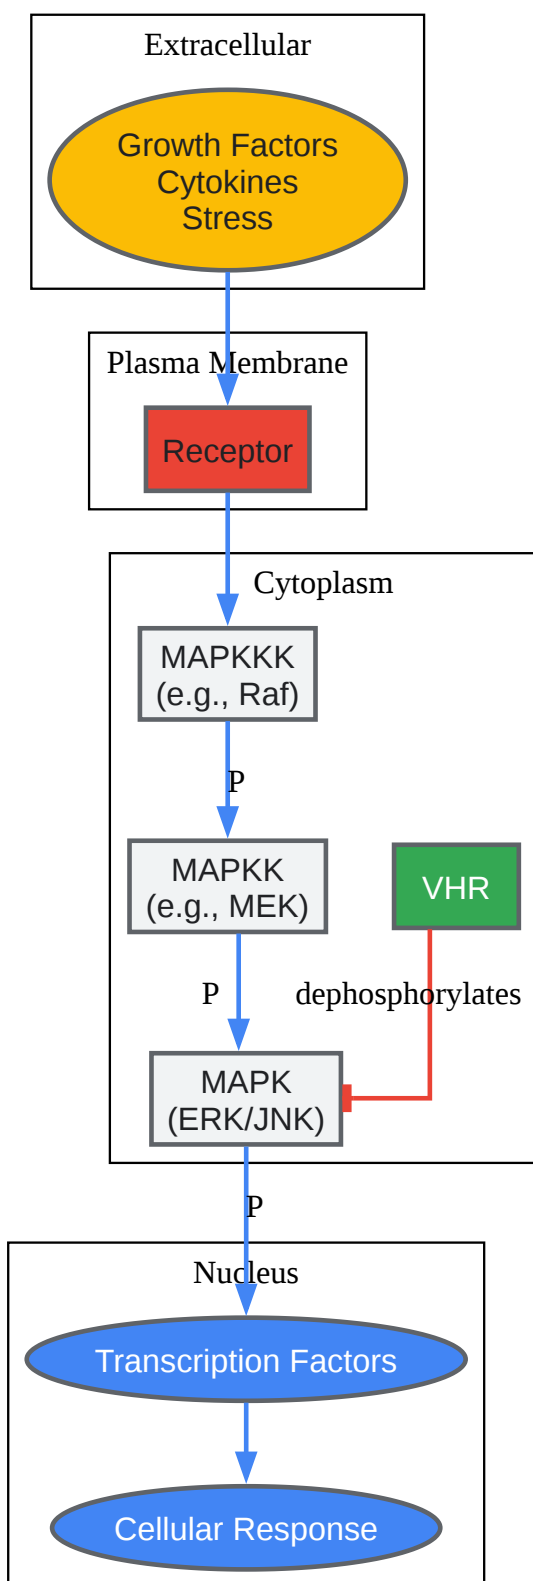 Extracellular
Growth Factors
Cytokines
Stress
Plasma Membrane
Receptor
Cytoplasm
MAPKKK
(e.g., Raf)
P
MAPKK
(e.g., MEK)
VHR
P
dephosphorylates
MAPK
(ERK/JNK)
P
Nucleus
Transcription Factors
Cellular Response